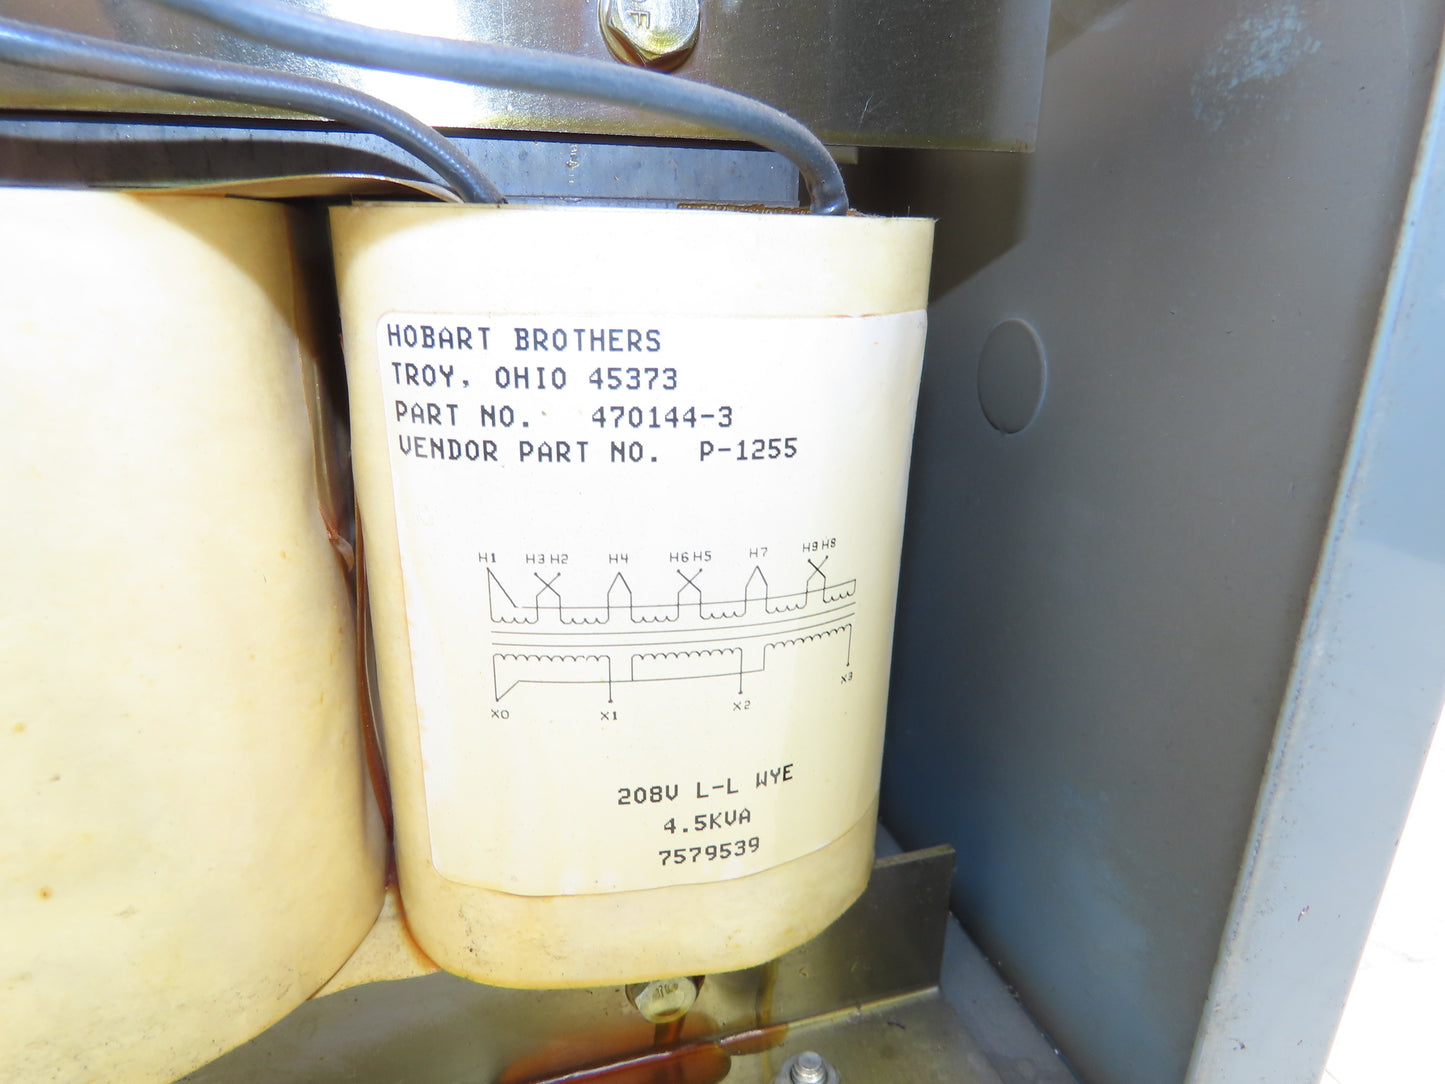 F
HOBART BROTHERS
TROY, OHIO 45373
PART NO. 470144-3
VENDOR PART NO. P-1255
H1 H3 H2 H4 H6 H5 H7 H9 H8
X0 X1 X2 X3
208V L-L WYE
4.5KVA
7579539